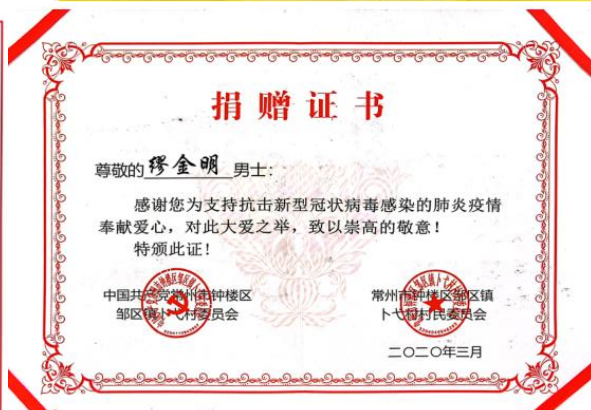 捐赠证书
尊敬的缪金明男士：
感谢您为支持抗击新型冠状病毒感染的肺炎疫情
奉献爱心，对此大爱之举，致以崇高的敬意！
特颁此证！
中国共产党常州市钟楼区
邹区镇卜弋村委员会
常州市钟楼区邹区镇
卜弋村村民委员会
二〇二〇年三月